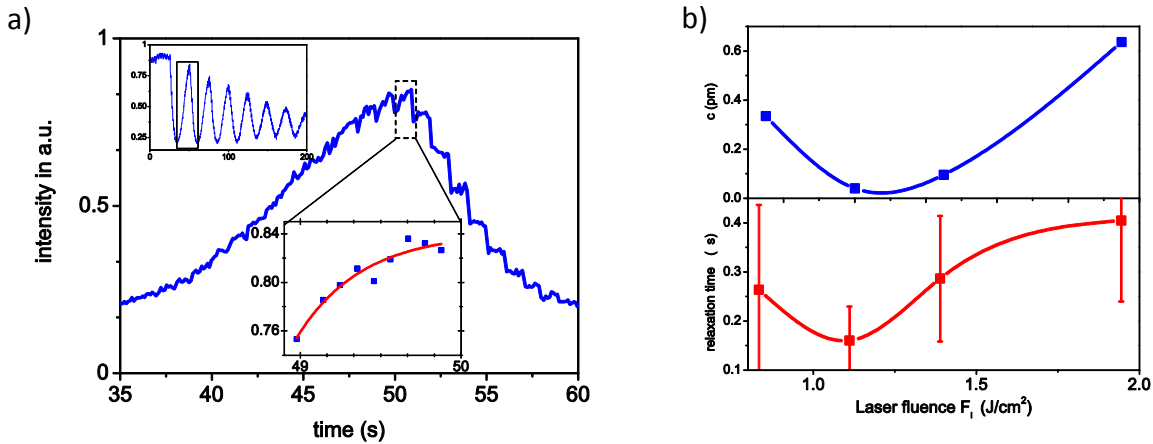 a)
1
0.5
0
intensity in a.u.
35 40 45 50 55 60
time (s)
1
0.75
0.50
0.25
0 100 200
0.84
0.80
0.76
49 50
b)
0.6
0.4
0.2
0.0
c (pm)
0.4
0.3
0.2
0.1
relaxation time ( s)
1.0 1.5 2.0
Laser fluence F_l (J/cm²)